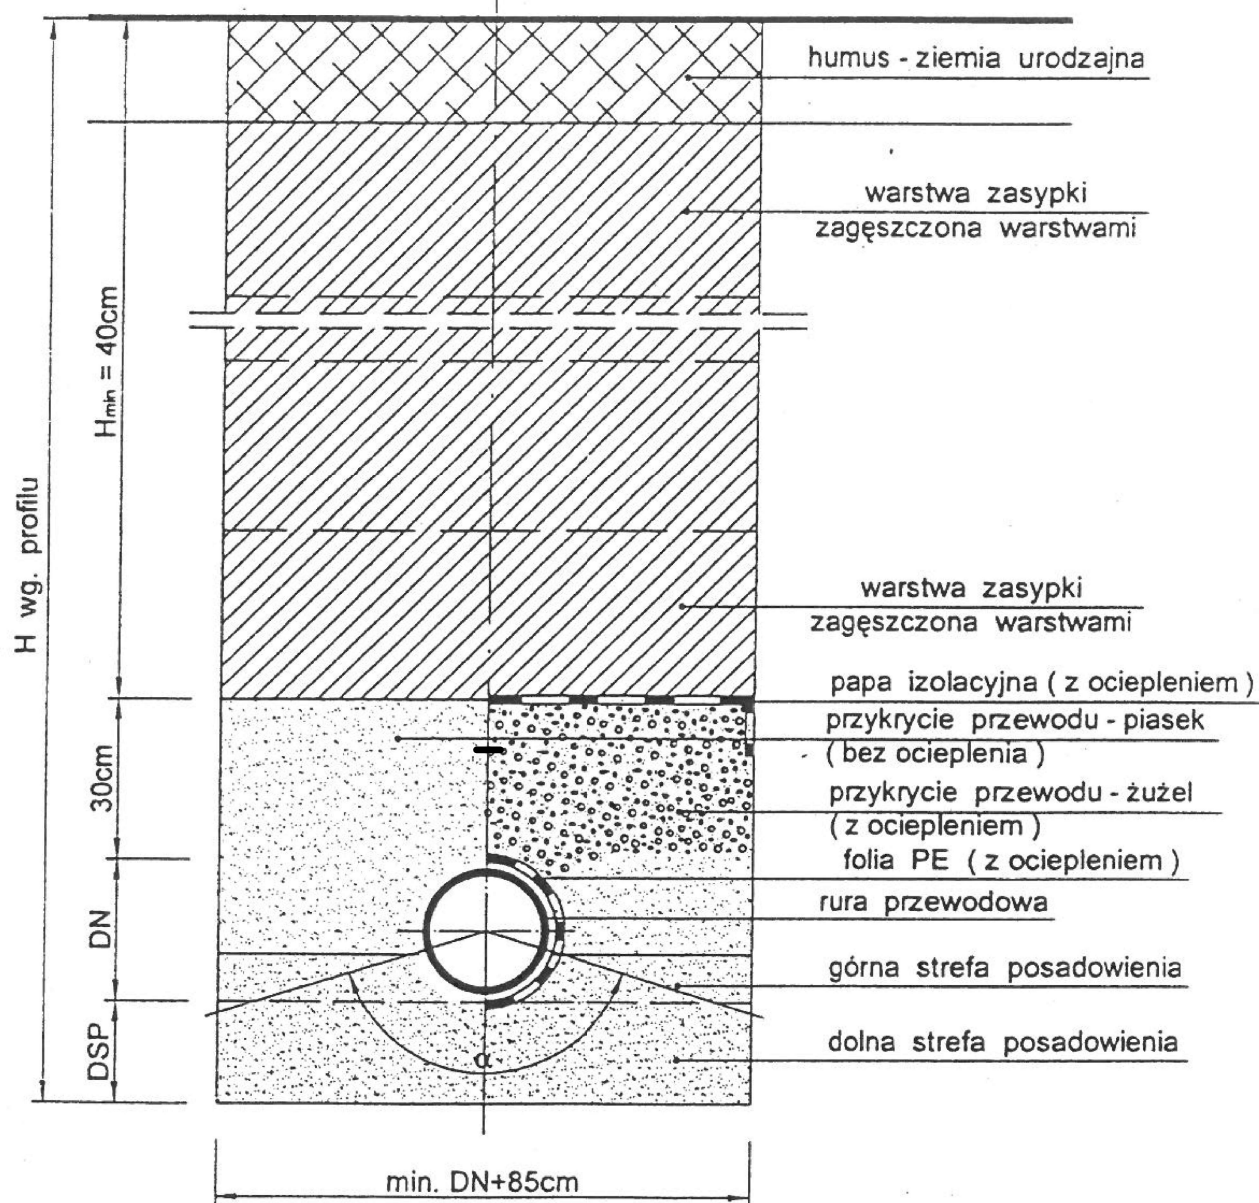 humus - ziemia urodzajna
warstwa zasypki
zagęszczona warstwami
Hmin = 40cm
H wg. profilu
warstwa zasypki
zagęszczona warstwami
papa izolacyjna ( z ociepleniem )
przykrycie przewodu - piasek
( bez ocieplenia )
30cm
przykrycie przewodu - żużel
( z ociepleniem )
folia PE ( z ociepleniem )
rura przewodowa
DN
górna strefa posadowienia
dolna strefa posadowienia
DSP
α
min. DN+85cm